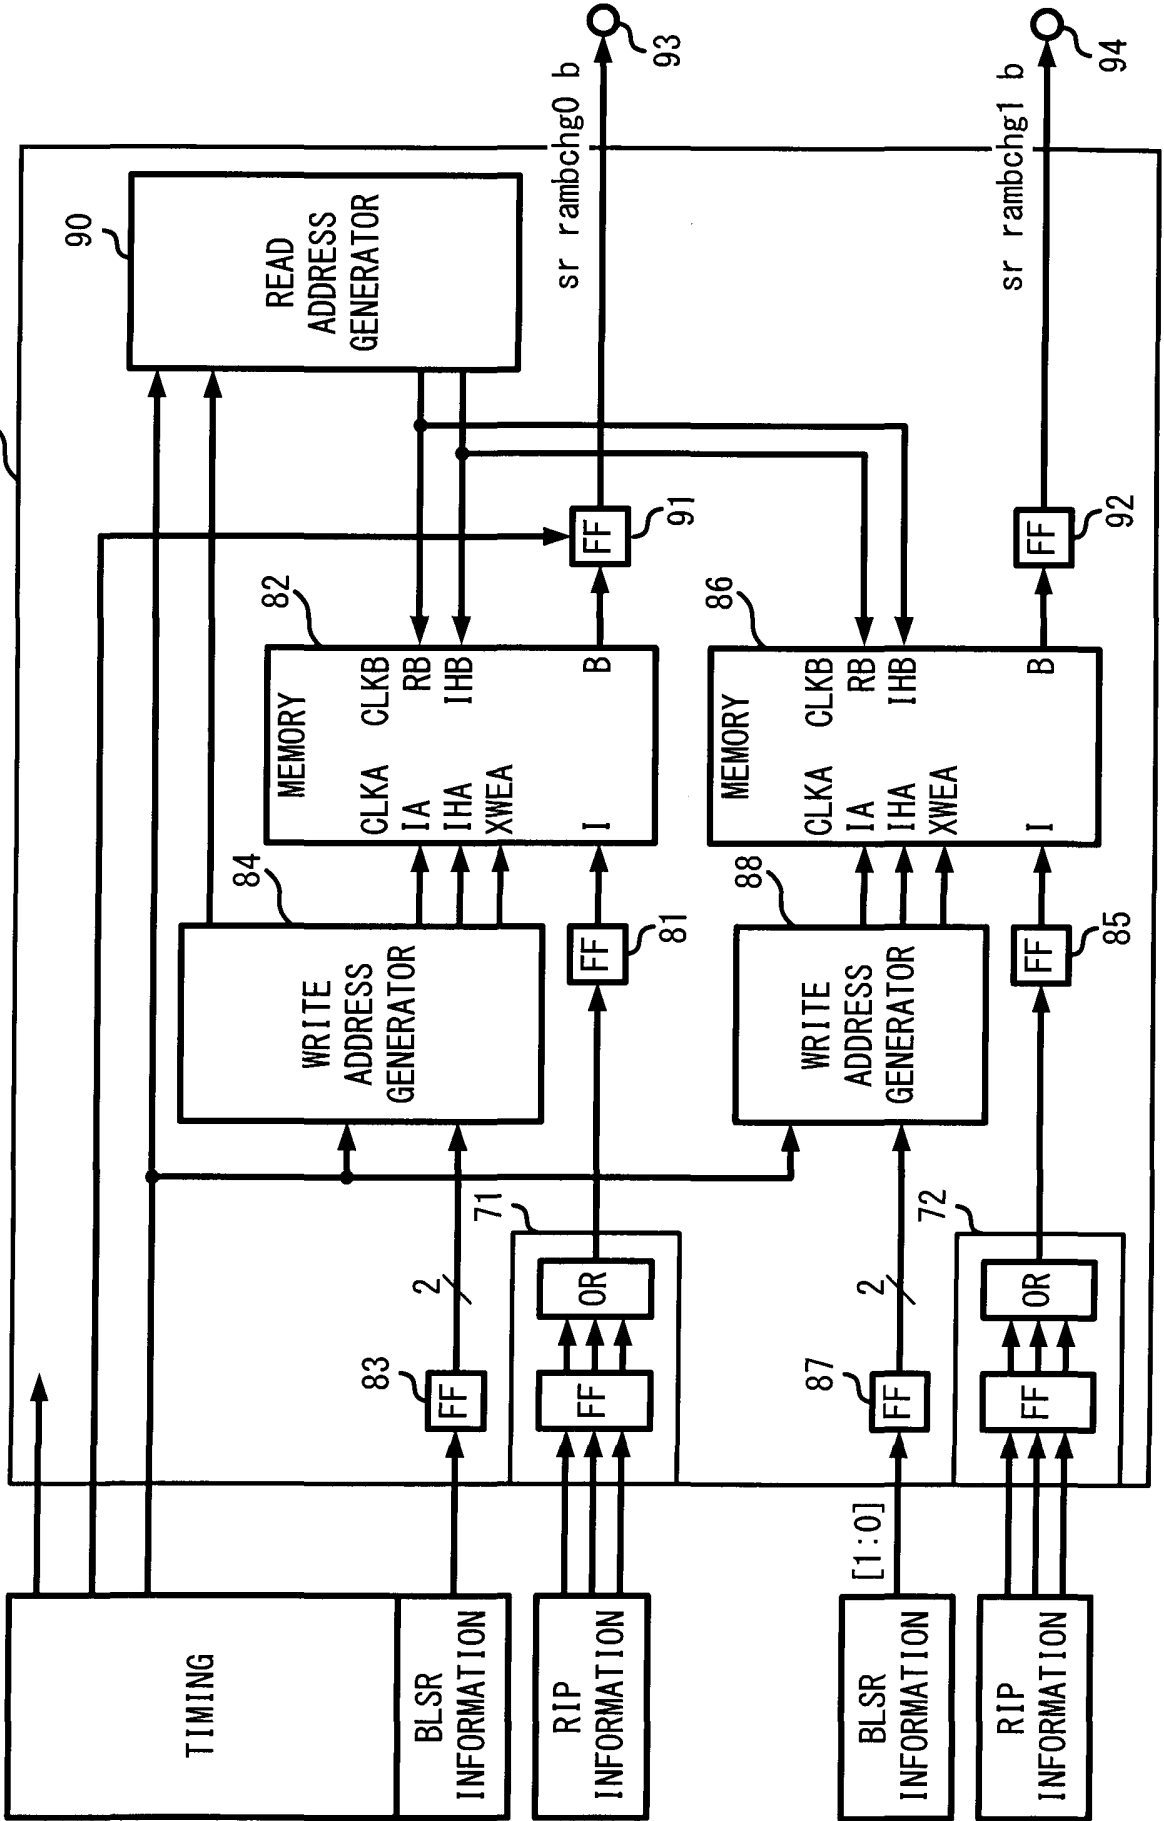 TIMING
BLSR
INFORMATION
RIP
INFORMATION
BLSR
INFORMATION
[1:0]
RIP
INFORMATION
83
FF
2
71
FF
OR
87
FF
2
72
FF
OR
84
WRITE
ADDRESS
GENERATOR
81
FF
88
WRITE
ADDRESS
GENERATOR
85
FF
82
MEMORY
CLKA CLKB
IA RB
IHA IHB
XWEA
I B
86
MEMORY
CLKA CLKB
IA RB
IHA IHB
XWEA
I B
FF
91
FF
92
90
READ
ADDRESS
GENERATOR
sr rambchg0 b
93
sr rambchg1 b
94